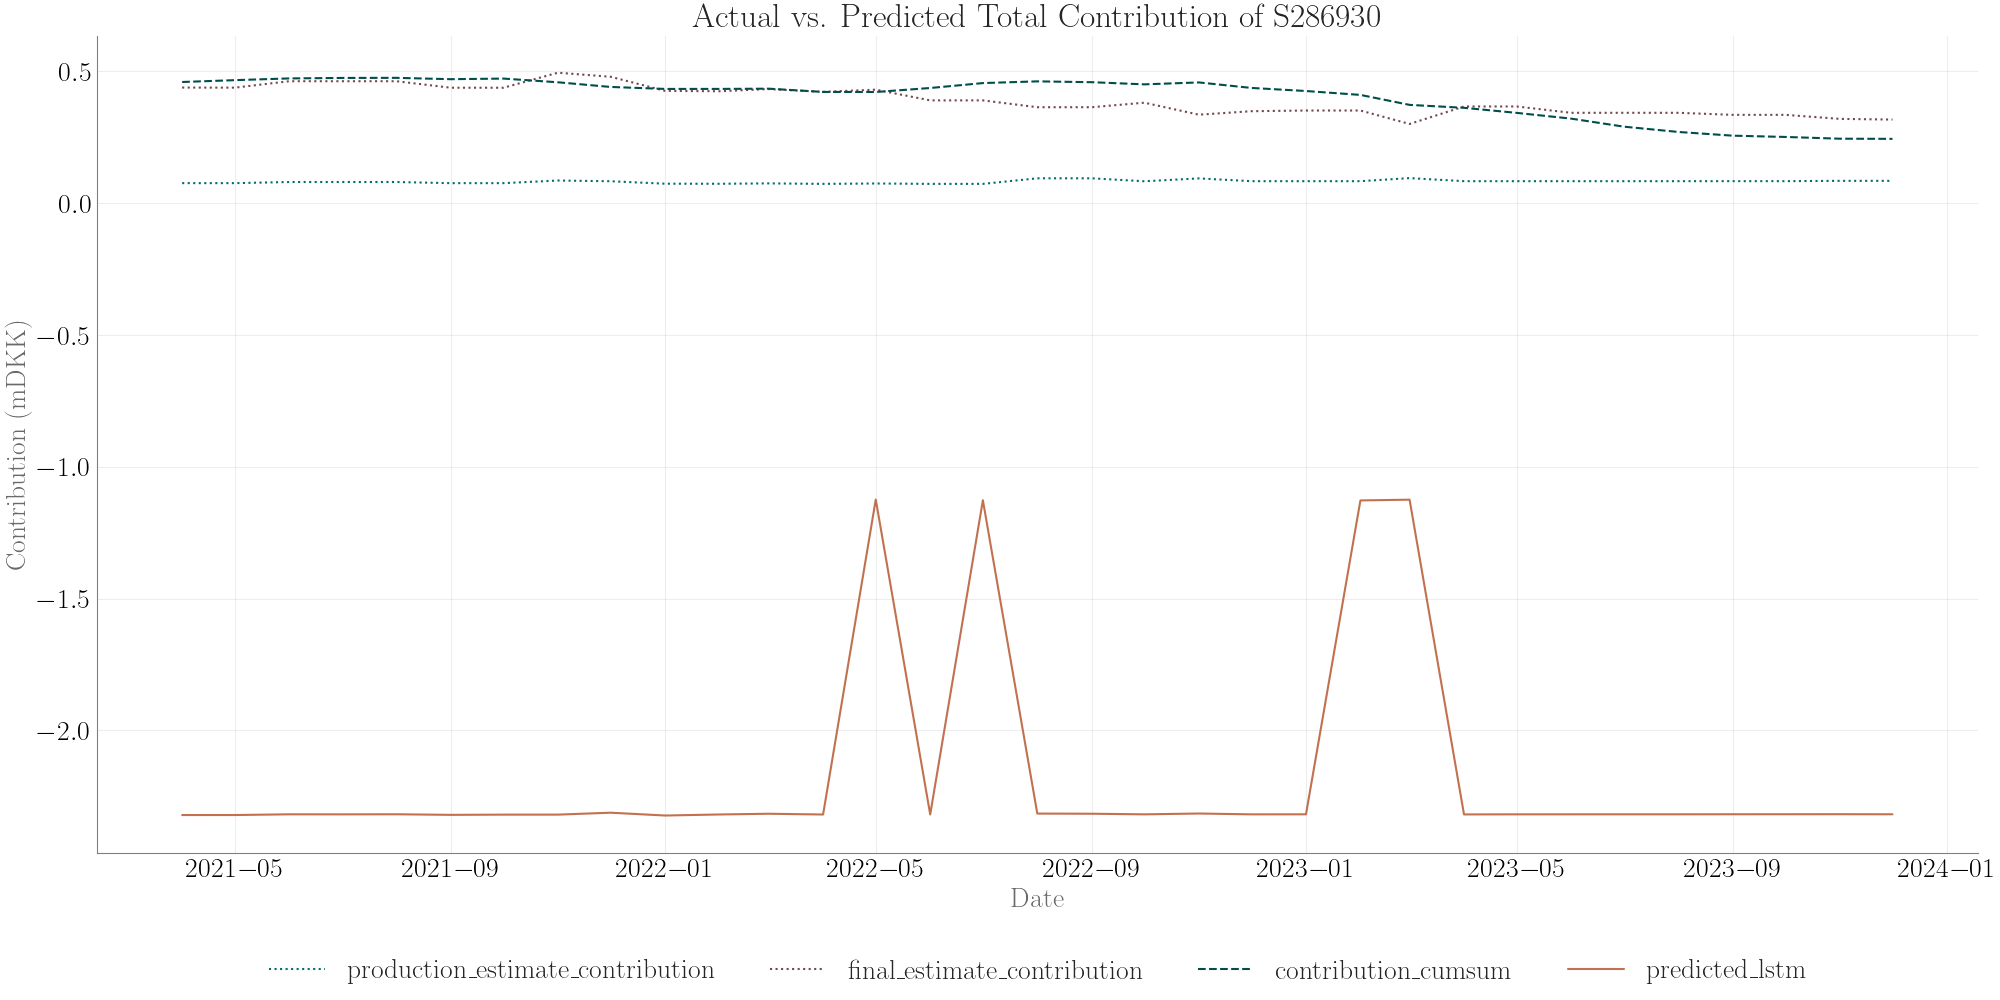 Actual vs. Predicted Total Contribution of S286930
Contribution (mDKK)
0.5
0.0
−0.5
−1.0
−1.5
−2.0
2021−05 2021−09 2022−01 2022−05 2022−09 2023−01 2023−05 2023−09 2024−01
Date
production_estimate_contribution final_estimate_contribution contribution_cumsum predicted_lstm